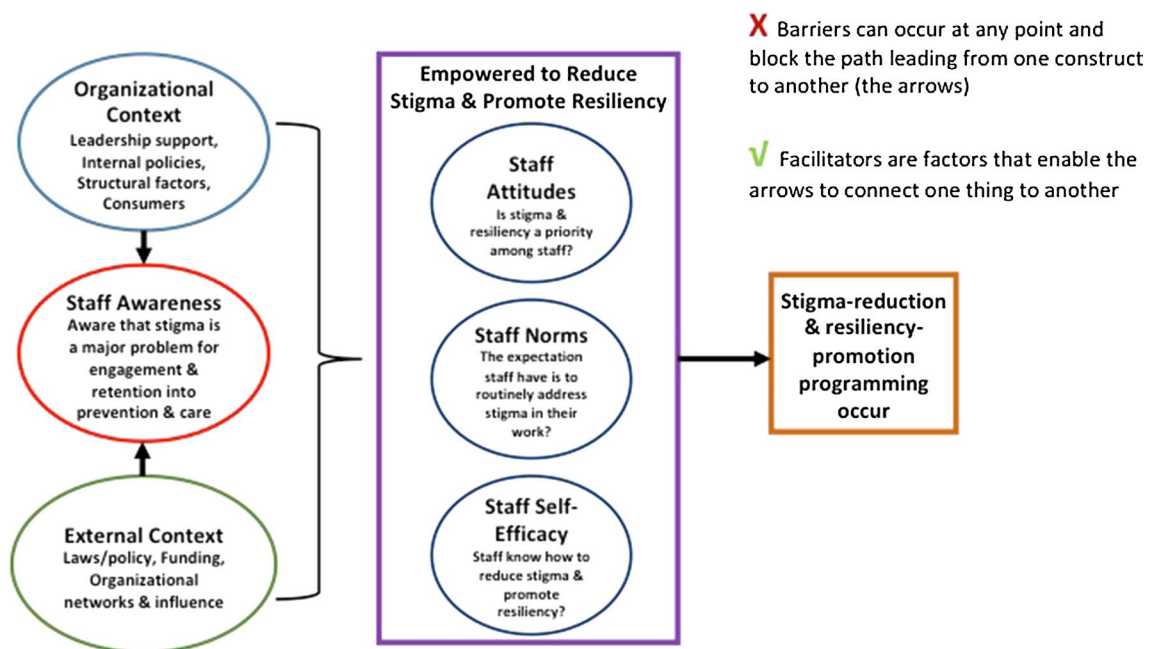 Organizational
Context
Leadership support,
Internal policies,
Structural factors,
Consumers
Staff Awareness
Aware that stigma is
a major problem for
engagement &
retention into
prevention & care
External Context
Laws/policy, Funding,
Organizational
networks & influence
Empowered to Reduce
Stigma & Promote Resiliency
Staff
Attitudes
Is stigma &
resiliency a priority
among staff?
Staff Norms
The expectation
staff have is to
routinely address
stigma in their
work?
Staff Self-
Efficacy
Staff know how to
reduce stigma &
promote
resiliency?
X Barriers can occur at any point and
block the path leading from one construct
to another (the arrows)
√ Facilitators are factors that enable the
arrows to connect one thing to another
Stigma-reduction
& resiliency-
promotion
programming
occur